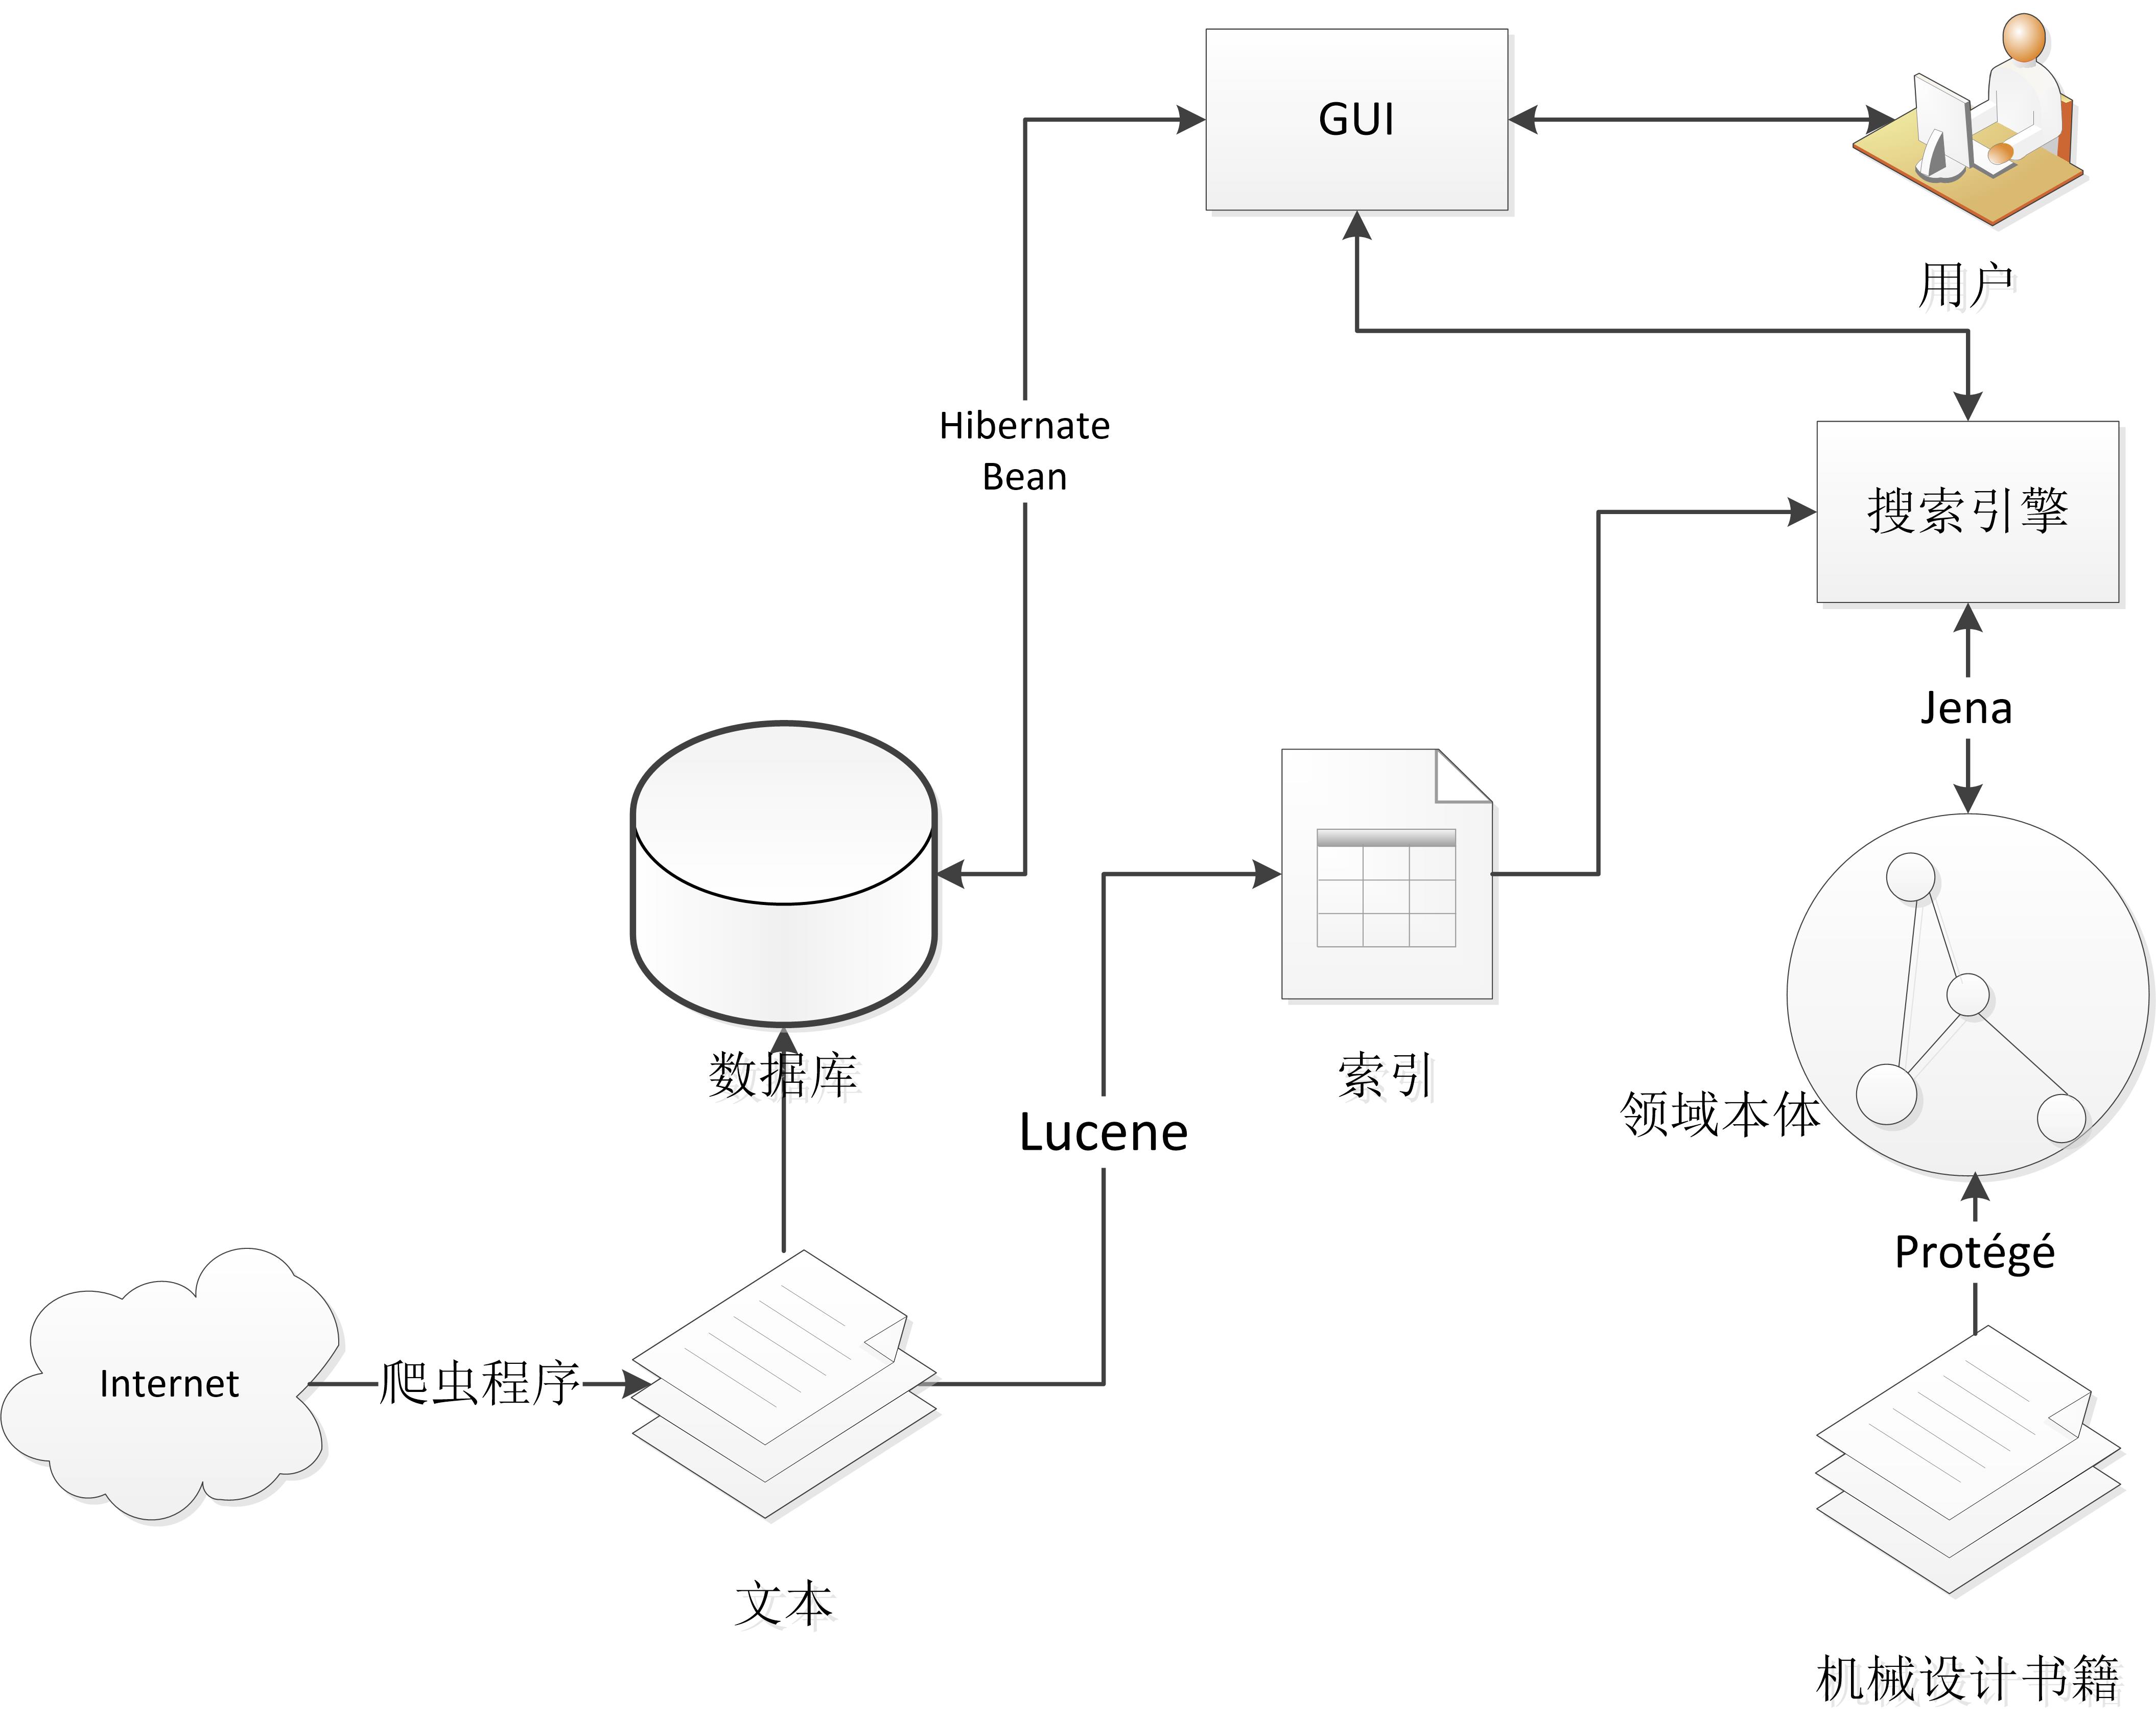 GUI
用户
Hibernate
Bean
搜索引擎
Jena
数据库
索引
领域本体
Lucene
Protégé
Internet
爬虫程序
文本
机械设计书籍